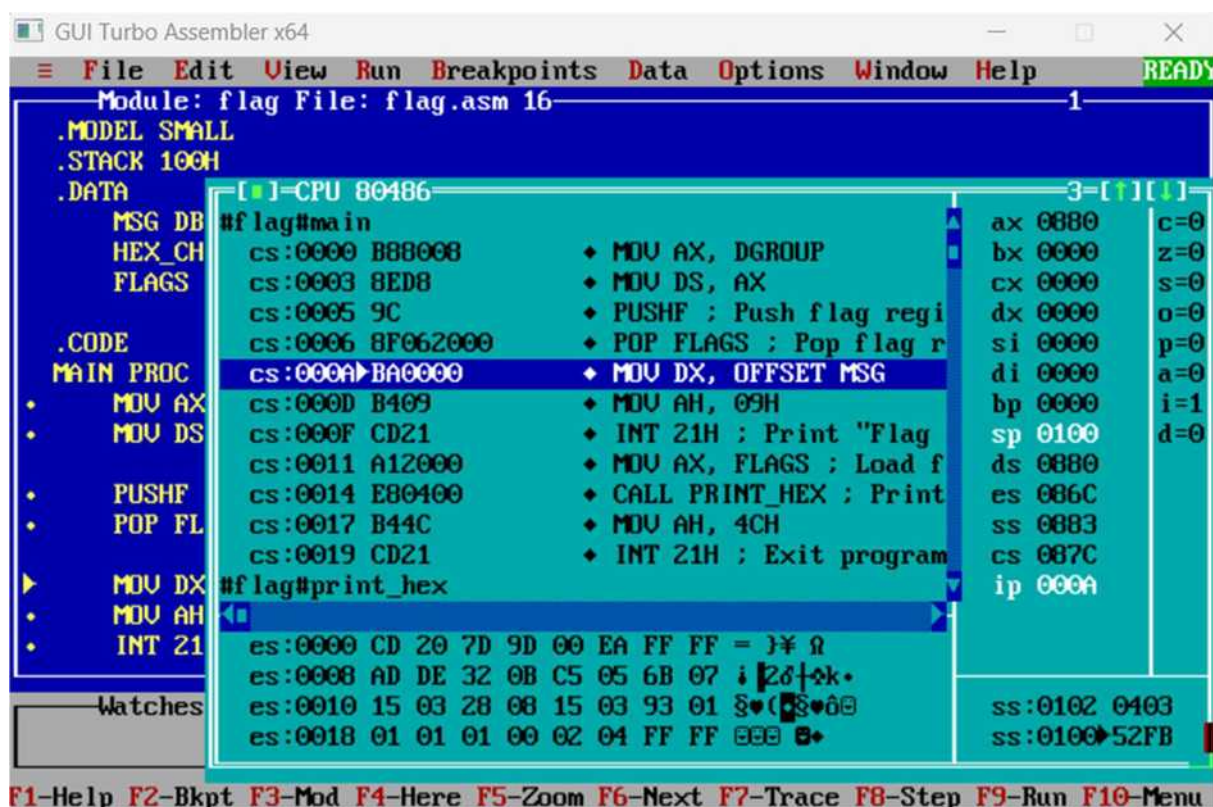 GUI Turbo Assembler x64
≡ File Edit View Run Breakpoints Data Options Window Help READY
Module: flag File: flag.asm 16 1
.MODEL SMALL
.STACK 100H
.DATA
MSG DB
HEX_CH
FLAGS
.CODE
MAIN PROC
MOV AX
MOV DS
PUSHF
POP FL
MOV DX
MOV AH
INT 21
[■]=CPU 80486 3=[↑][↓]
#flag#main
cs:0000 B88008 ♦ MOV AX, DGROUP
cs:0003 8ED8 ♦ MOV DS, AX
cs:0005 9C ♦ PUSHF ; Push flag regi
cs:0006 8F062000 ♦ POP FLAGS ; Pop flag r
cs:000A▶BA0000 ♦ MOV DX, OFFSET MSG
cs:000D B409 ♦ MOV AH, 09H
cs:000F CD21 ♦ INT 21H ; Print "Flag
cs:0011 A12000 ♦ MOV AX, FLAGS ; Load f
cs:0014 E80400 ♦ CALL PRINT_HEX ; Print
cs:0017 B44C ♦ MOV AH, 4CH
cs:0019 CD21 ♦ INT 21H ; Exit program
#flag#print_hex
ax 0880 c=0
bx 0000 z=0
cx 0000 s=0
dx 0000 o=0
si 0000 p=0
di 0000 a=0
bp 0000 i=1
sp 0100 d=0
ds 0880
es 086C
ss 0883
cs 087C
ip 000A
es:0000 CD 20 7D 9D 00 EA FF FF = }¥ Ω
es:0008 AD DE 32 0B C5 05 6B 07
es:0010 15 03 28 08 15 03 93 01
es:0018 01 01 01 00 02 04 FF FF
ss:0102 0403
ss:0100▶52FB
Watches
F1-Help F2-Bkpt F3-Mod F4-Here F5-Zoom F6-Next F7-Trace F8-Step F9-Run F10-Menu